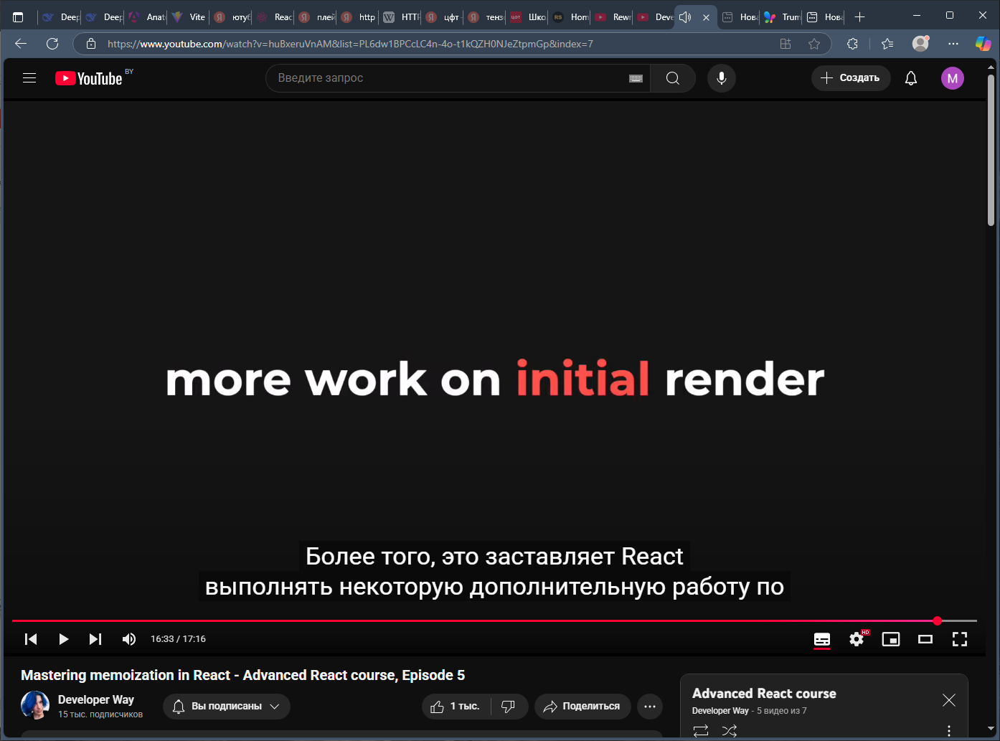 Deep
Deep
Anat
Vite
ютуб
Reac
плей
http
HTTP
цфт -
тенз
Шко
Hom
Rewr
Deve
Нова
Trum
Нова
https://www.youtube.com/watch?v=huBxeruVnAM&list=PL6dw1BPCcLC4n-4o-t1kQZH0NJeZtpmGp&index=7
YouTube BY
Введите запрос
Создать
M
more work on initial render
Более того, это заставляет React
выполнять некоторую дополнительную работу по
16:33 / 17:16
HD
Mastering memoization in React - Advanced React course, Episode 5
Developer Way
15 тыс. подписчиков
Вы подписаны
1 тыс.
Поделиться
Advanced React course
Developer Way - 5 видео из 7